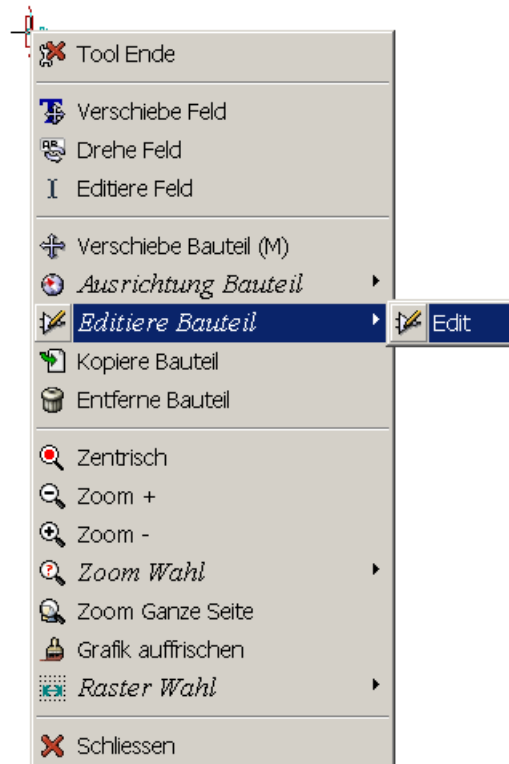 Tool Ende
Verschiebe Feld
Drehe Feld
Editiere Feld
Verschiebe Bauteil (M)
Ausrichtung Bauteil
Editiere Bauteil
Edit
Kopiere Bauteil
Entferne Bauteil
Zentrisch
Zoom +
Zoom -
Zoom Wahl
Zoom Ganze Seite
Grafik auffrischen
Raster Wahl
Schliessen